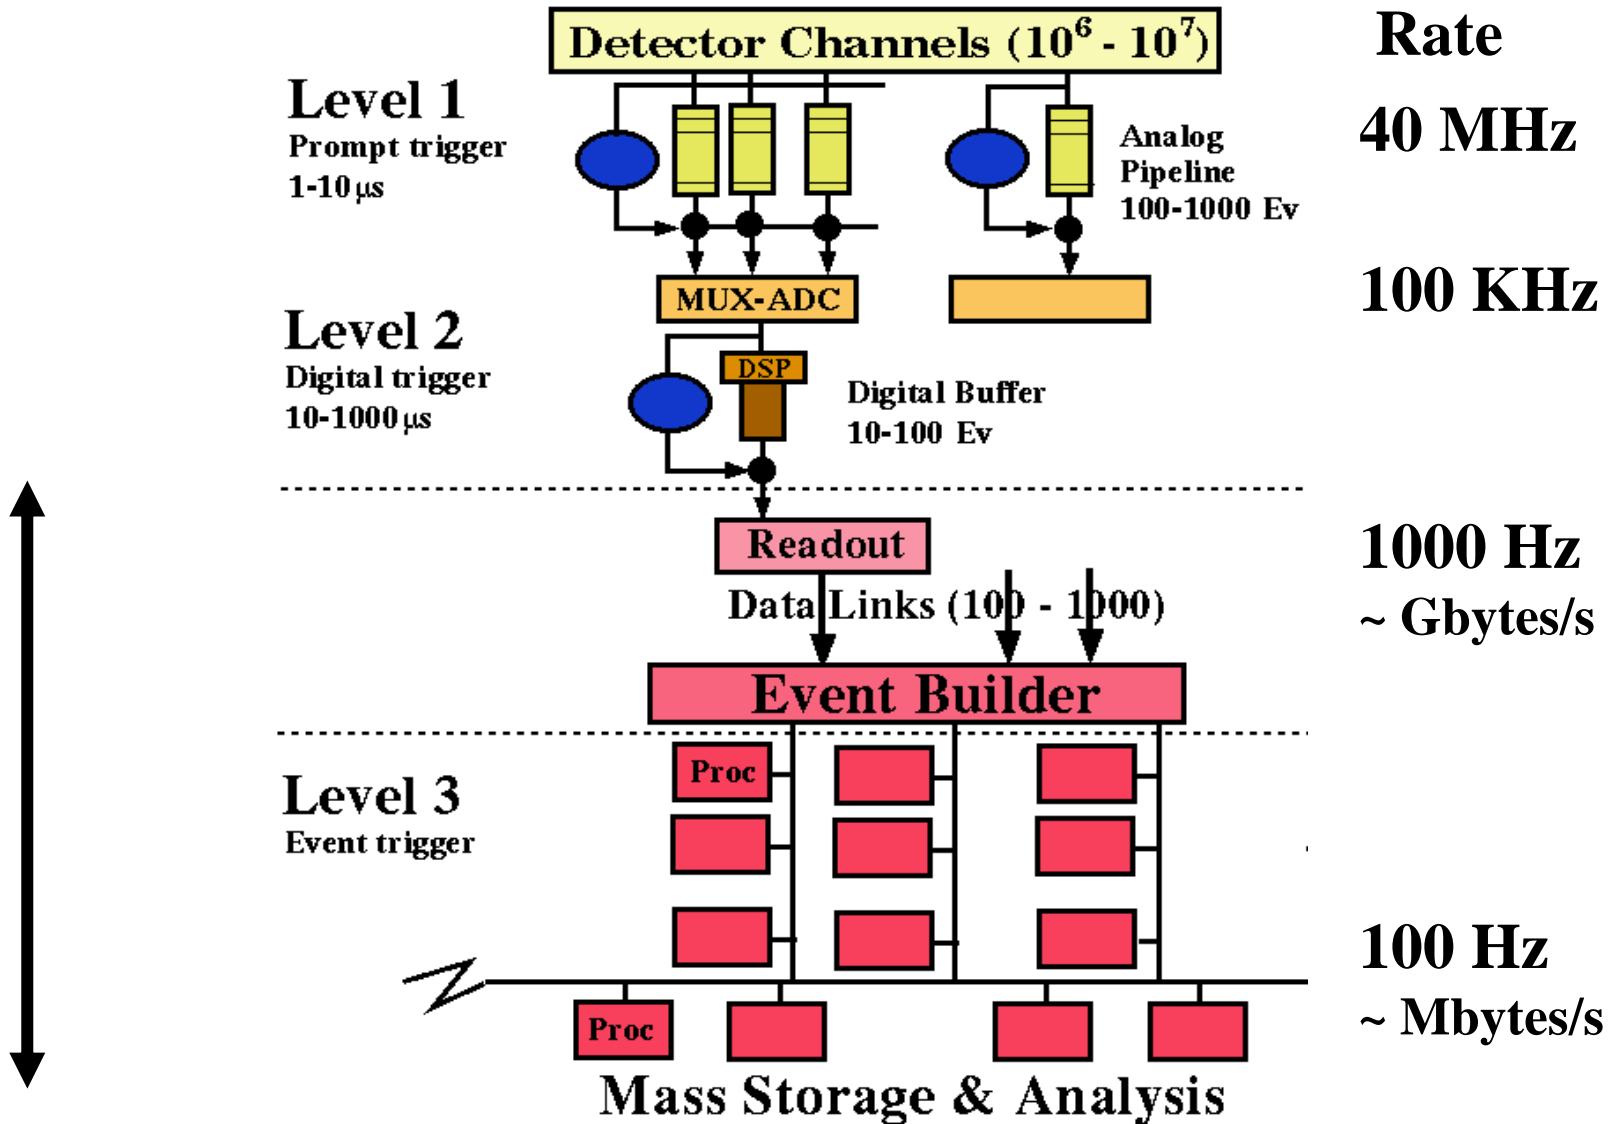 Detector Channels (10⁶ - 10⁷)
Rate
Level 1
Prompt trigger
1-10 µs
Analog
Pipeline
100-1000 Ev
40 MHz
MUX-ADC
100 KHz
Level 2
Digital trigger
10-1000 µs
DSP
Digital Buffer
10-100 Ev
Readout
1000 Hz
Data Links (100 - 1000)
~ Gbytes/s
Event Builder
Level 3
Event trigger
Proc
100 Hz
~ Mbytes/s
Proc
Mass Storage & Analysis